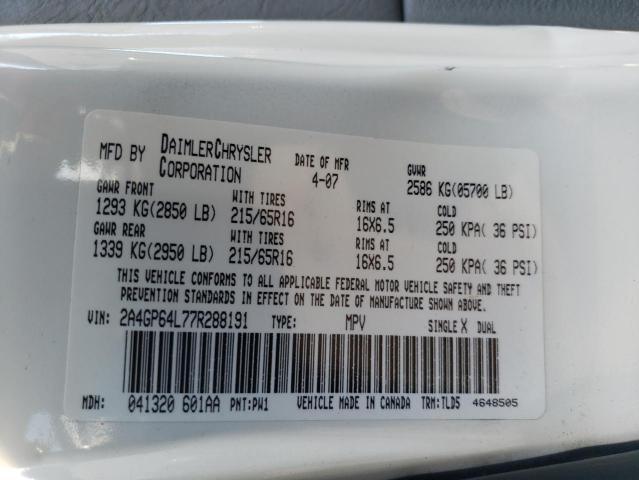 MFD BY DAIMLERCHRYSLER CORPORATION DATE OF MFR 4-07 GVWR 2586 KG(05700 LB)
GAWR FRONT WITH TIRES RIMS AT COLD
1293 KG(2850 LB) 215/65R16 16X6.5 250 KPA( 36 PSI)
GAWR REAR WITH TIRES RIMS AT COLD
1339 KG(2950 LB) 215/65R16 16X6.5 250 KPA( 36 PSI)
THIS VEHICLE CONFORMS TO ALL APPLICABLE FEDERAL MOTOR VEHICLE SAFETY AND THEFT
PREVENTION STANDARDS IN EFFECT ON THE DATE OF MANUFACTURE SHOWN ABOVE.
VIN: 2A4GP64L77R288191 TYPE: MPV SINGLE X DUAL
MDH: 041320 601AA PNT:PW1 VEHICLE MADE IN CANADA TRM:TLD5 4648505